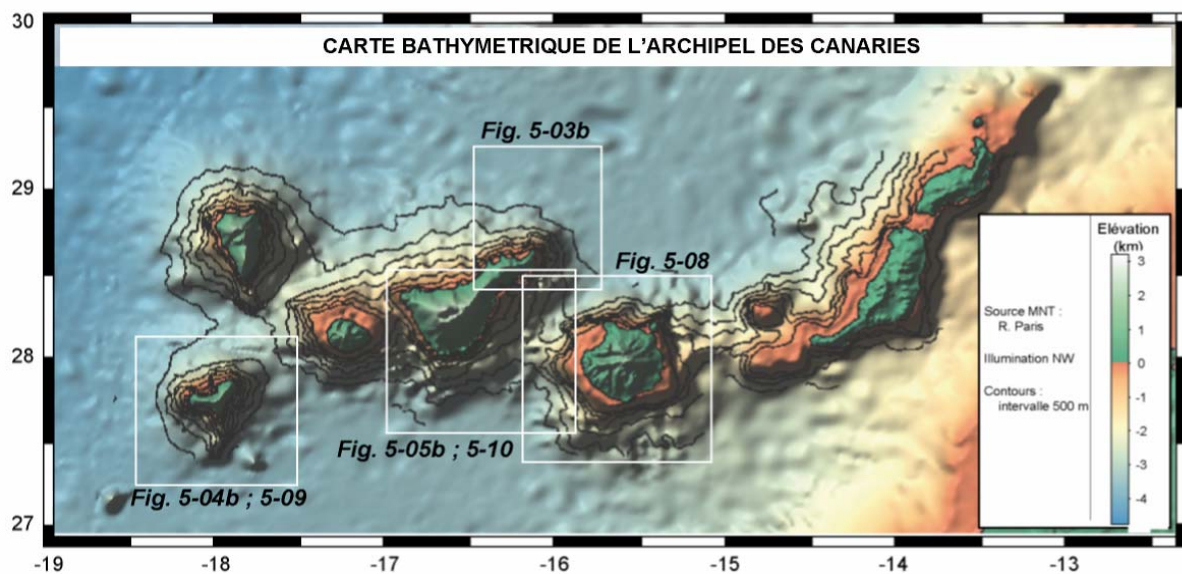 CARTE BATHYMETRIQUE DE L'ARCHIPEL DES CANARIES
30
29
28
27
Fig. 5-03b
Fig. 5-08
Fig. 5-05b ; 5-10
Fig. 5-04b ; 5-09
Elévation
(km)
3
2
1
0
-1
-2
-3
-4
Source MNT :
R. Paris
Illumination NW
Contours :
intervalle 500 m
-19
-18
-17
-16
-15
-14
-13